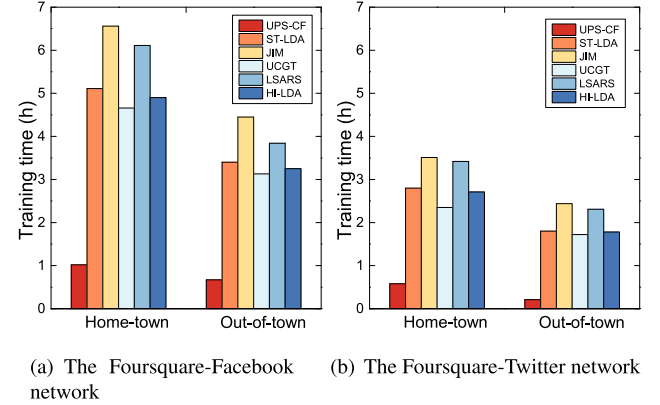 Training time (h)
7
6
5
4
3
2
1
0
UPS-CF
ST-LDA
JIM
UCGT
LSARS
HI-LDA
Home-town
Out-of-town
Training time (h)
7
6
5
4
3
2
1
0
UPS-CF
ST-LDA
JIM
UCGT
LSARS
HI-LDA
Home-town
Out-of-town
(a) The Foursquare-Facebook
network
(b) The Foursquare-Twitter network